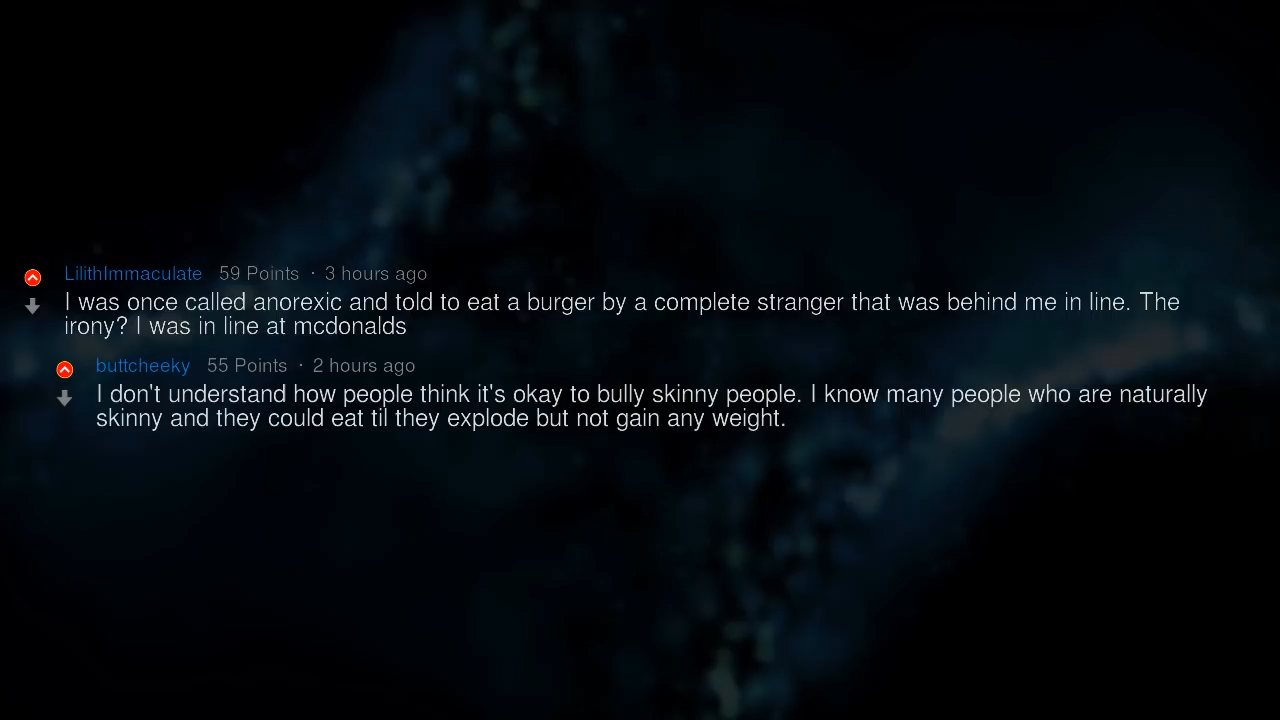 LilithImmaculate 59 Points · 3 hours ago
I was once called anorexic and told to eat a burger by a complete stranger that was behind me in line. The
irony? I was in line at mcdonalds
buttcheeky 55 Points · 2 hours ago
I don't understand how people think it's okay to bully skinny people. I know many people who are naturally
skinny and they could eat til they explode but not gain any weight.